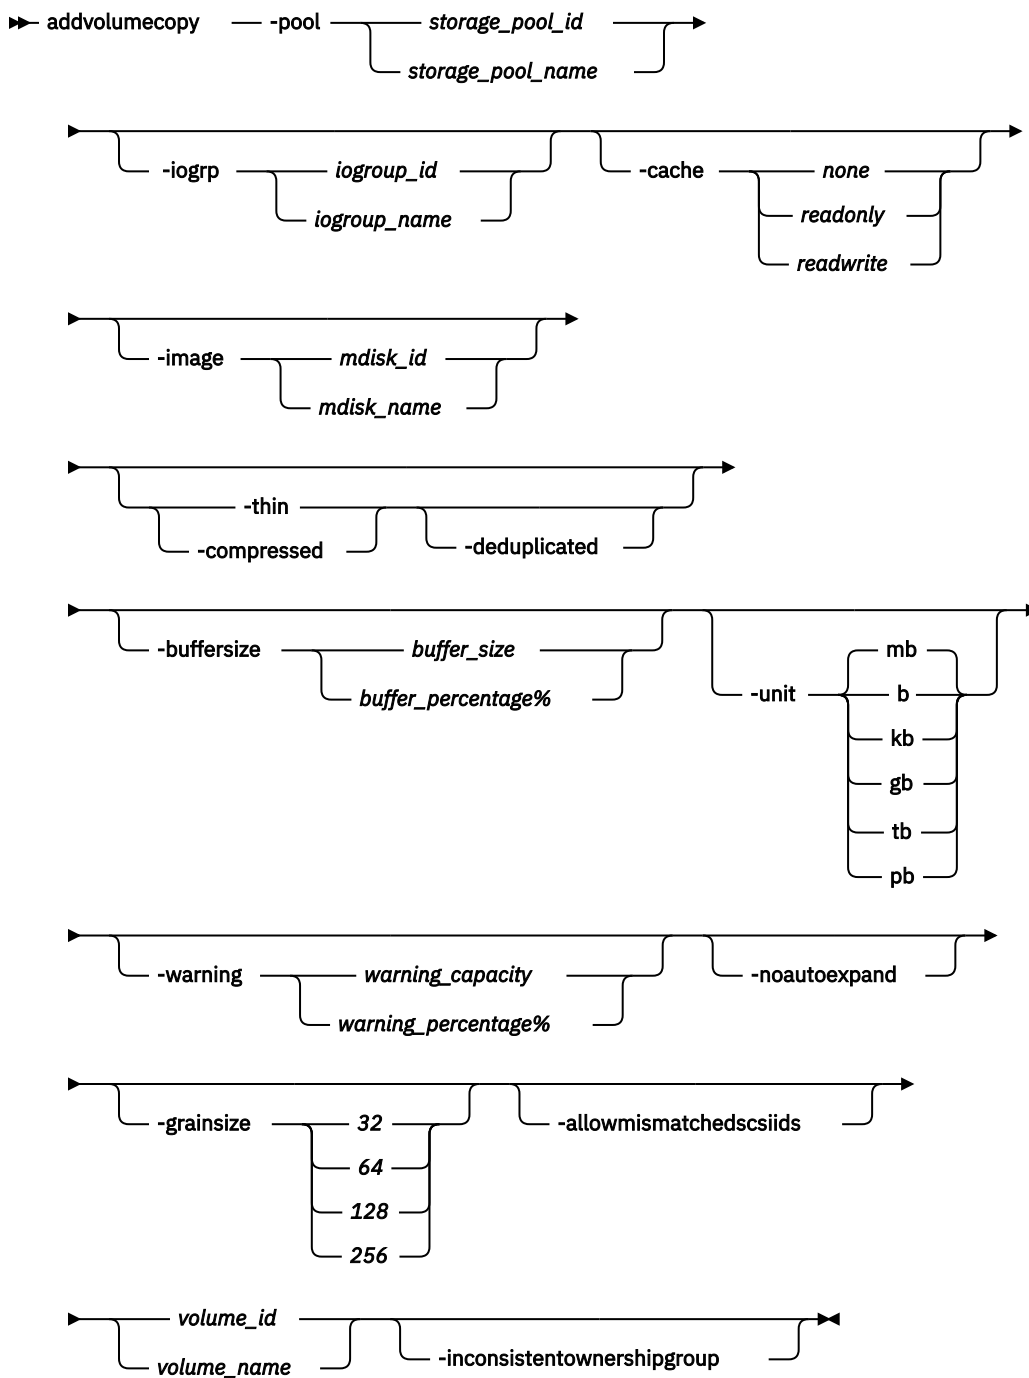 addvolumecopy -pool storage_pool_id
storage_pool_name
-iogrp iogroup_id -cache none
iogroup_name readonly
readwrite
-image mdisk_id
mdisk_name
-thin
-compressed -deduplicated
-buffersize buffer_size mb
buffer_percentage% -unit b
kb
gb
tb
pb
-warning warning_capacity -noautoexpand
warning_percentage%
-grainsize 32 -allowmismatchedscsiids
64
128
256
volume_id
volume_name -inconsistentownershipgroup